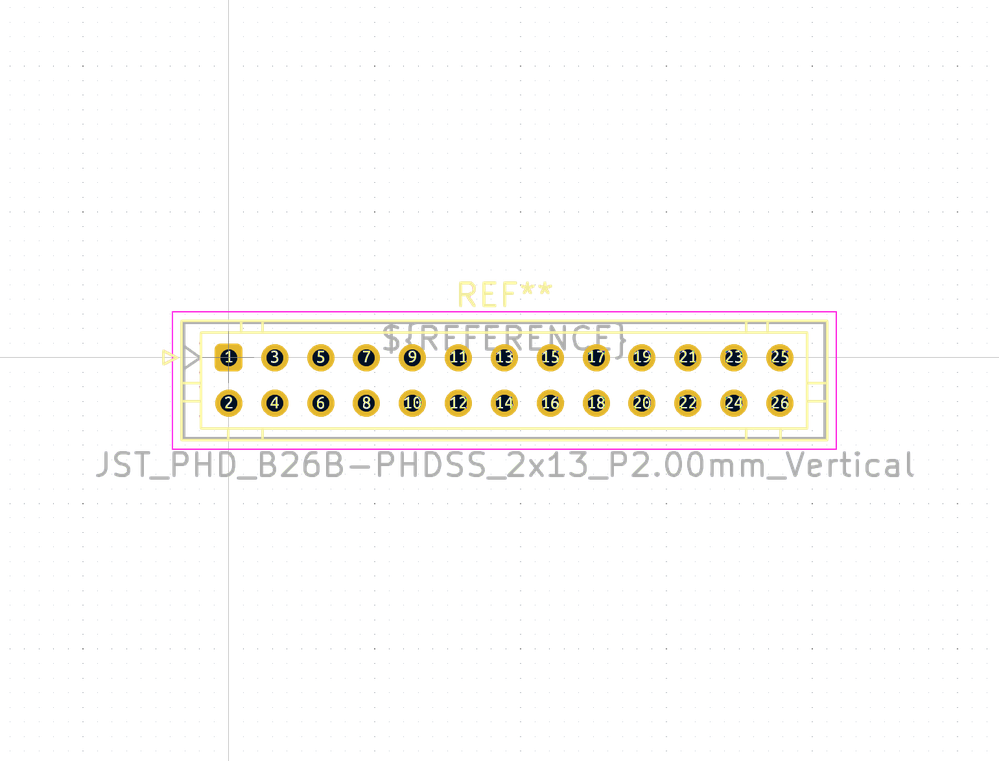 REF**
${REFERENCE}
1 3 5 7 9 11 13 15 17 19 21 23 25
2 4 6 8 10 12 14 16 18 20 22 24 26
JST_PHD_B26B-PHDSS_2x13_P2.00mm_Vertical